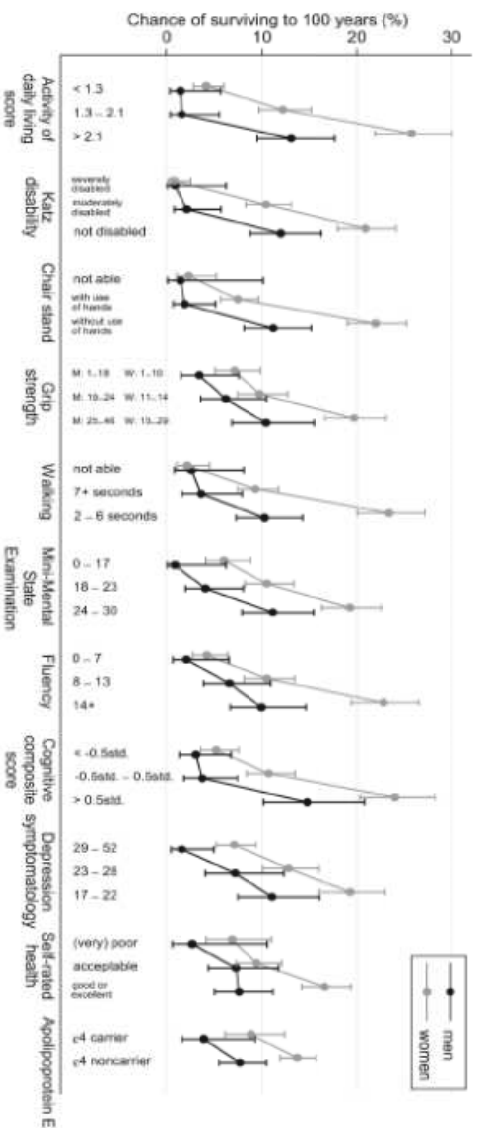 Chance of surviving to 100 years (%)
0 10 20 30
< 1.3
1.3 – 2.1
> 2.1
Activity of
daily living
score
severely
disabled
moderately
disabled
not disabled
Katz
disability
not able
with use
of hands
without use
of hands
Chair stand
M: 1..18 W: 1..10
M: 19..24 W: 11..14
M: 25..46 W: 15..29
Grip
strength
not able
7+ seconds
2 – 6 seconds
Walking
0 – 17
18 – 23
24 – 30
Mini-Mental
State
Examination
0 – 7
8 – 13
14+
Fluency
< -0.5std.
-0.5std. – 0.5std.
> 0.5std.
Cognitive
composite
score
29 – 52
23 – 28
17 – 22
Depression
symptomatology
(very) poor
acceptable
good or
excellent
Self-rated
health
ε4 carrier
ε4 noncarrier
Apolipoprotein E
men
women